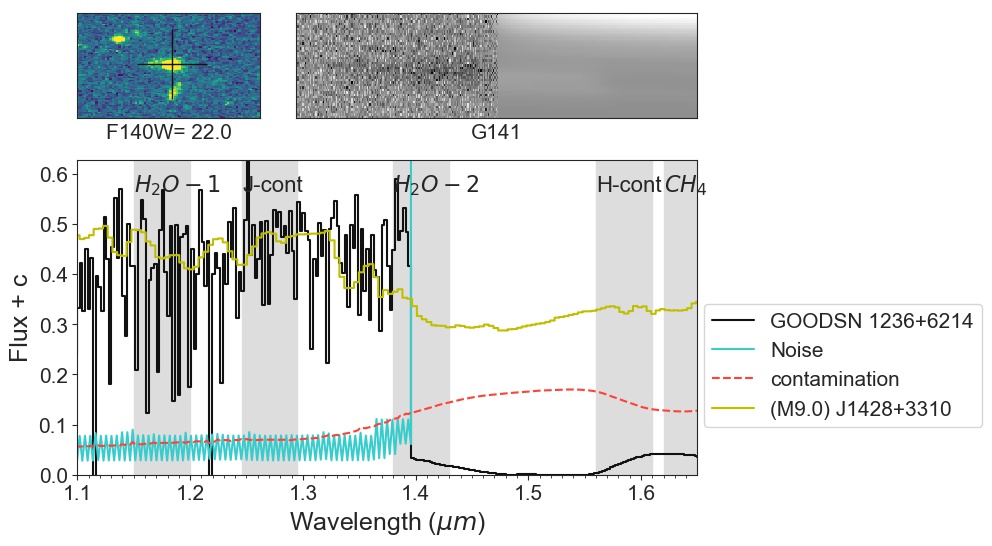 F140W= 22.0
G141
H₂O − 1 J-cont H₂O − 2 H-cont CH₄
0.6
0.5
0.4
0.3
0.2
0.1
0.0
Flux + c
1.1 1.2 1.3 1.4 1.5 1.6
Wavelength (μm)
GOODSN 1236+6214
Noise
contamination
(M9.0) J1428+3310